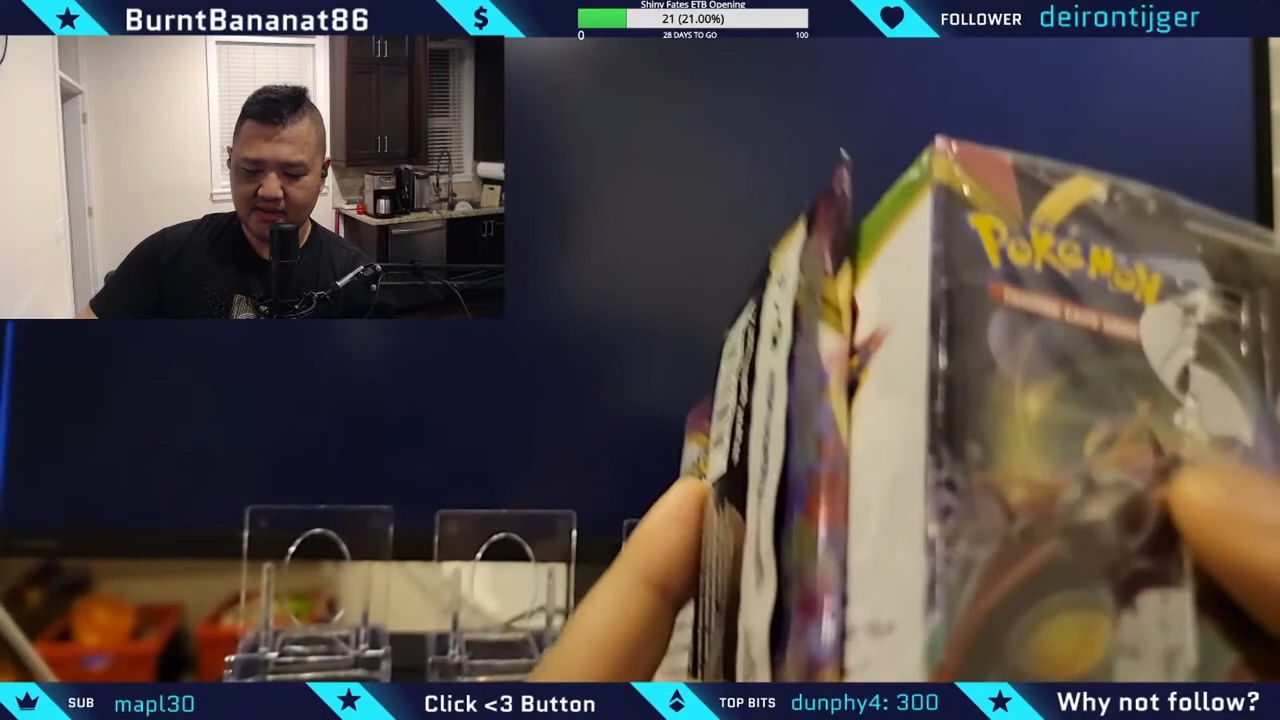 BurntBananat86
Shiny Fates ETB Opening
21 (21.00%)
0
28 DAYS TO GO
100
FOLLOWER
deirontijger
POKéMON
SUB
mapl30
Click <3 Button
TOP BITS
dunphy4: 300
Why not follow?